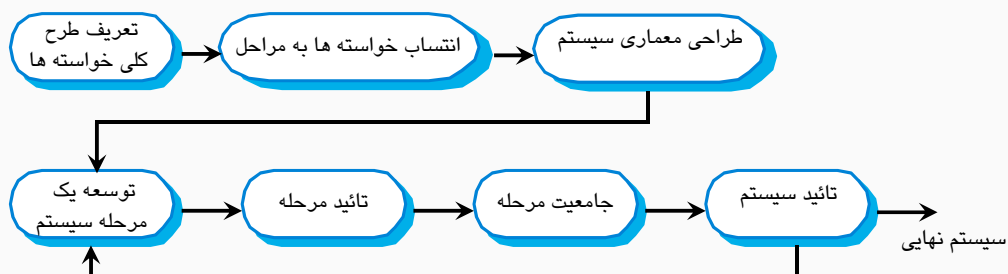 تعریف طرح
کلی خواسته ها
انتساب خواسته ها به مراحل
طراحی معماری سیستم
توسعه یک
مرحله سیستم
تائید مرحله
جامعیت مرحله
تائید سیستم
سیستم نهایی